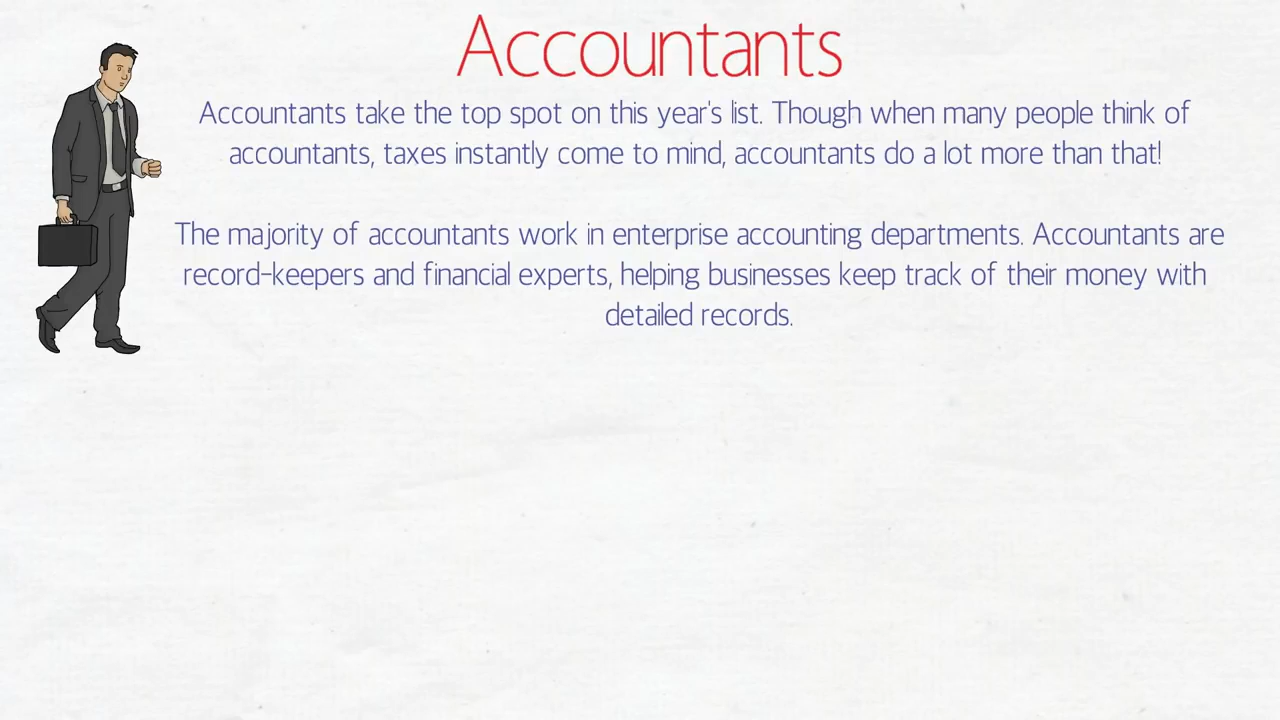 Accountants
Accountants take the top spot on this year's list. Though when many people think of
accountants, taxes instantly come to mind, accountants do a lot more than that!
The majority of accountants work in enterprise accounting departments. Accountants are
record-keepers and financial experts, helping businesses keep track of their money with
detailed records.